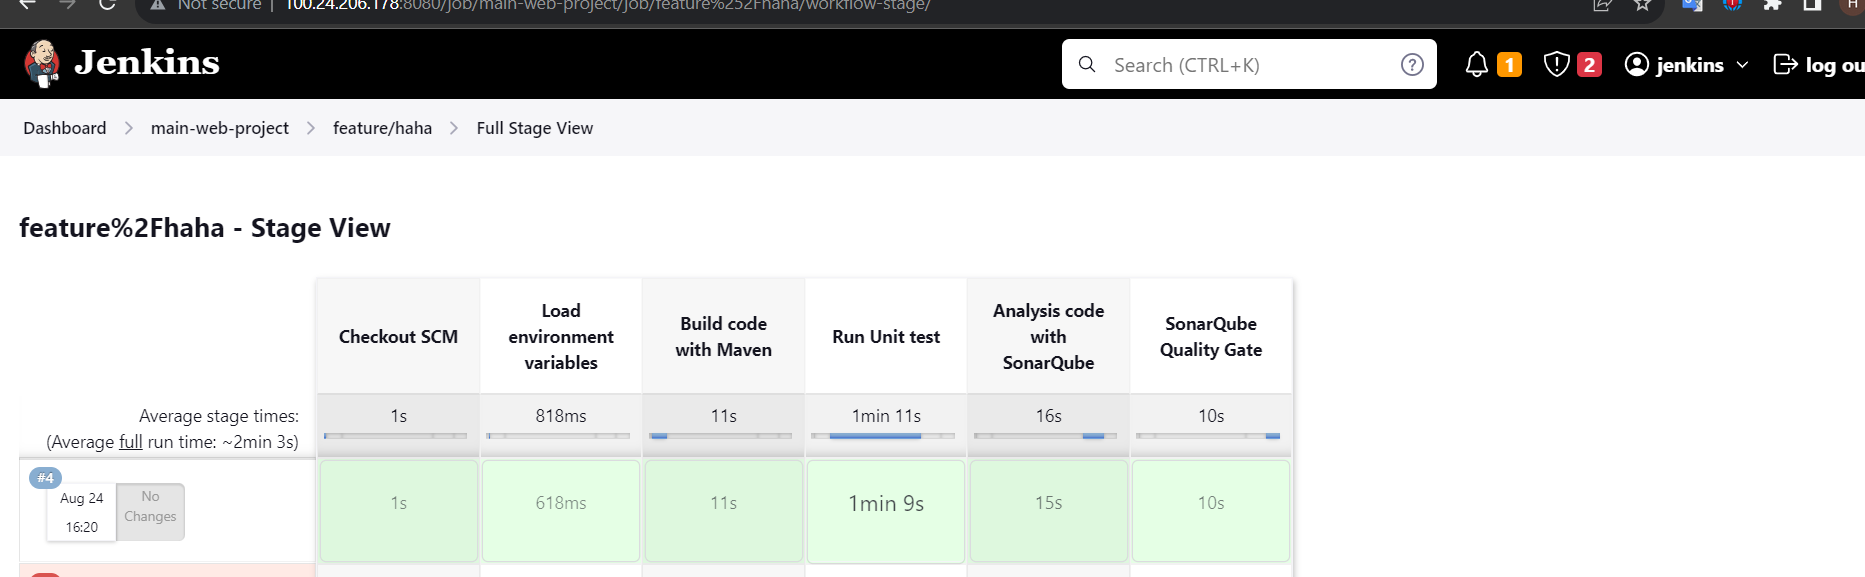 Not secure | 100.24.206.178:8080/job/main-web-project/job/feature%252Fhaha/workflow-stage/
H
Jenkins
Search (CTRL+K)
?
1
2
jenkins
log ou
Dashboard
main-web-project
feature/haha
Full Stage View
feature%2Fhaha - Stage View
Checkout SCM
Load
environment
variables
Build code
with Maven
Run Unit test
Analysis code
with
SonarQube
SonarQube
Quality Gate
Average stage times:
(Average full run time: ~2min 3s)
1s
818ms
11s
1min 11s
16s
10s
#4
Aug 24
16:20
No
Changes
1s
618ms
11s
1min 9s
15s
10s